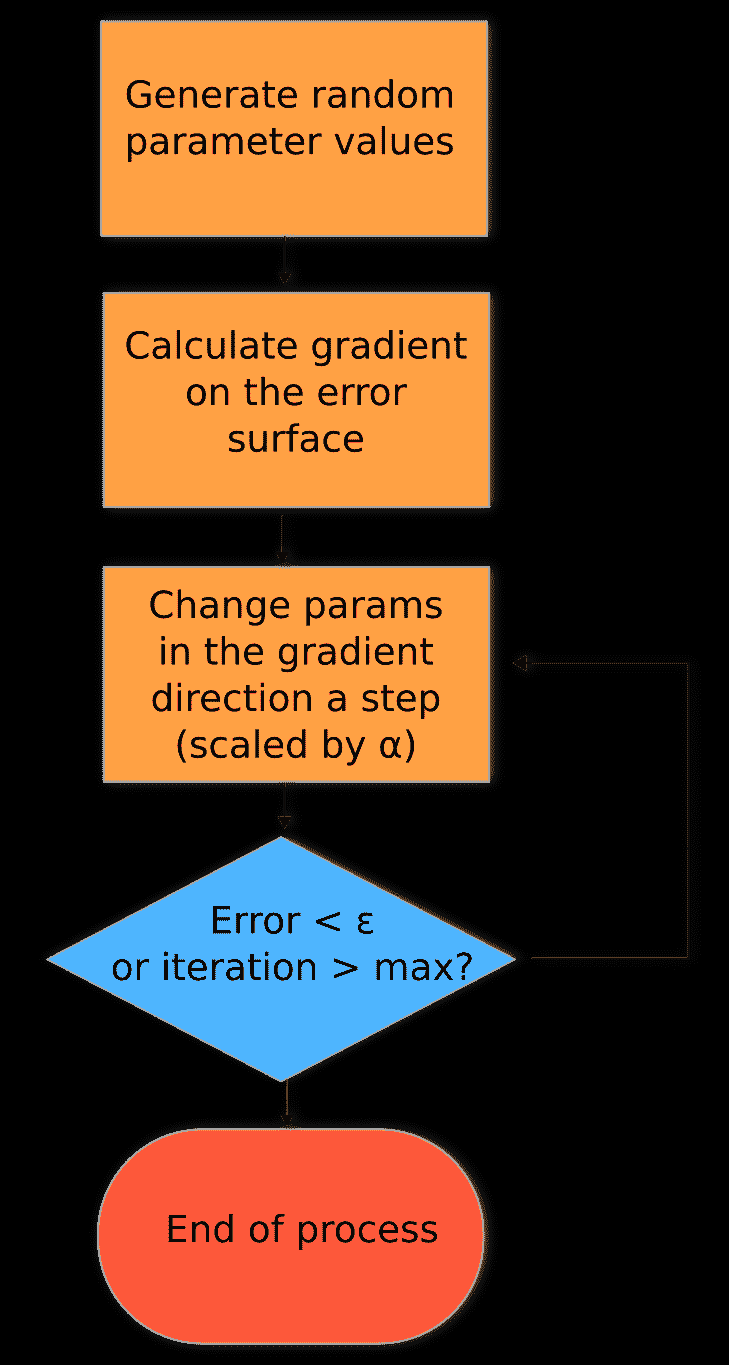 Generate random
parameter values
Calculate gradient
on the error
surface
Change params
in the gradient
direction a step
(scaled by α)
Error < ε
or iteration > max?
End of process